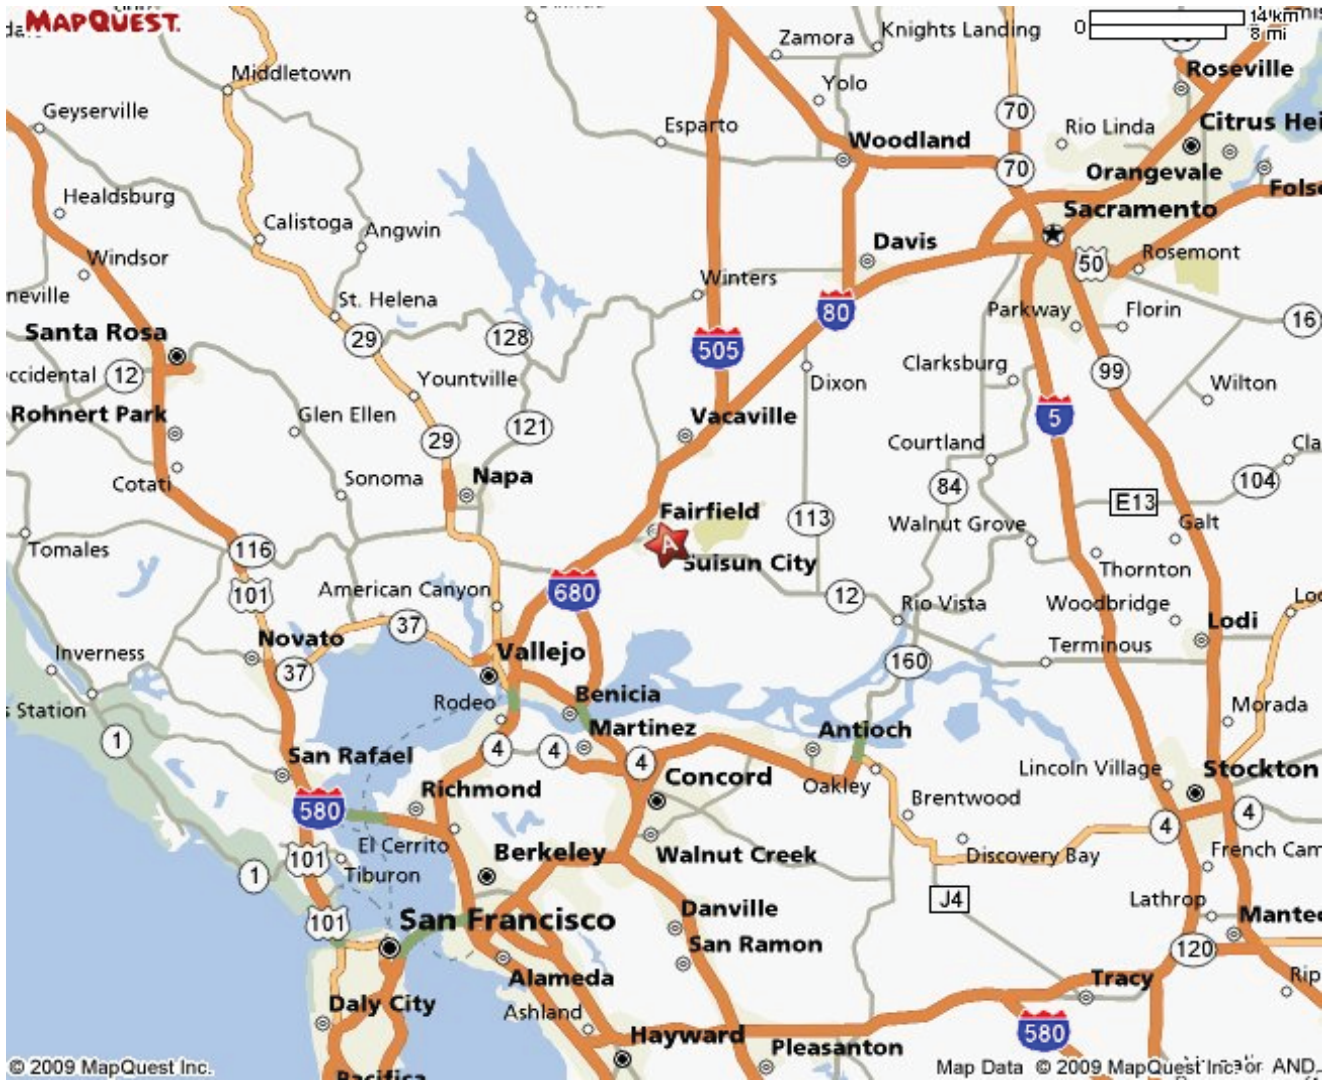 MAPQUEST.
0
14 km
8 mi
Zamora
Knights Landing
Middletown
Yolo
Roseville
Geyserville
Esparto
70
Rio Linda
Woodland
70
Orangevale
Healdsburg
Sacramento
Calistoga
Angwin
Davis
Windsor
50
Rosemont
Winters
St. Helena
80
Parkway
Florin
16
Santa Rosa
29
128
505
12
Yountville
Dixon
Clarksburg
99
Wilton
Rohnert Park
Glen Ellen
121
Vacaville
5
29
Courtland
Cotati
Sonoma
Napa
84
104
E13
Fairfield
113
Walnut Grove
Galt
A
Tomales
116
Suisun City
Thornton
American Canyon
680
12
Rio Vista
Woodbridge
101
37
Lodi
Novato
Vallejo
Terminous
Inverness
37
160
Rodeo
Benicia
Morada
Martinez
Antioch
1
4
4
4
San Rafael
Concord
Lincoln Village
Stockton
Richmond
Oakley
Brentwood
580
4
4
El Cerrito
Berkeley
Walnut Creek
Discovery Bay
101
Tiburon
1
J4
Lathrop
101
San Francisco
Danville
San Ramon
120
Alameda
Tracy
Daly City
Ashland
580
Hayward
Pleasanton
Pacifica
© 2009 MapQuest Inc.
Map Data © 2009 MapQuest Inc